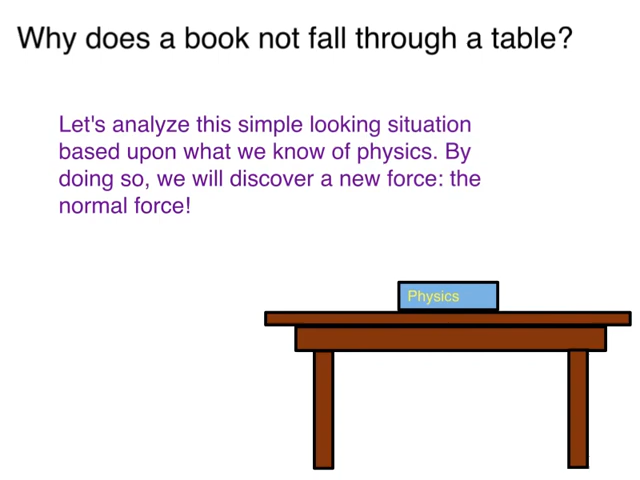 Why does a book not fall through a table?
Let's analyze this simple looking situation
based upon what we know of physics. By
doing so, we will discover a new force: the
normal force!
Physics